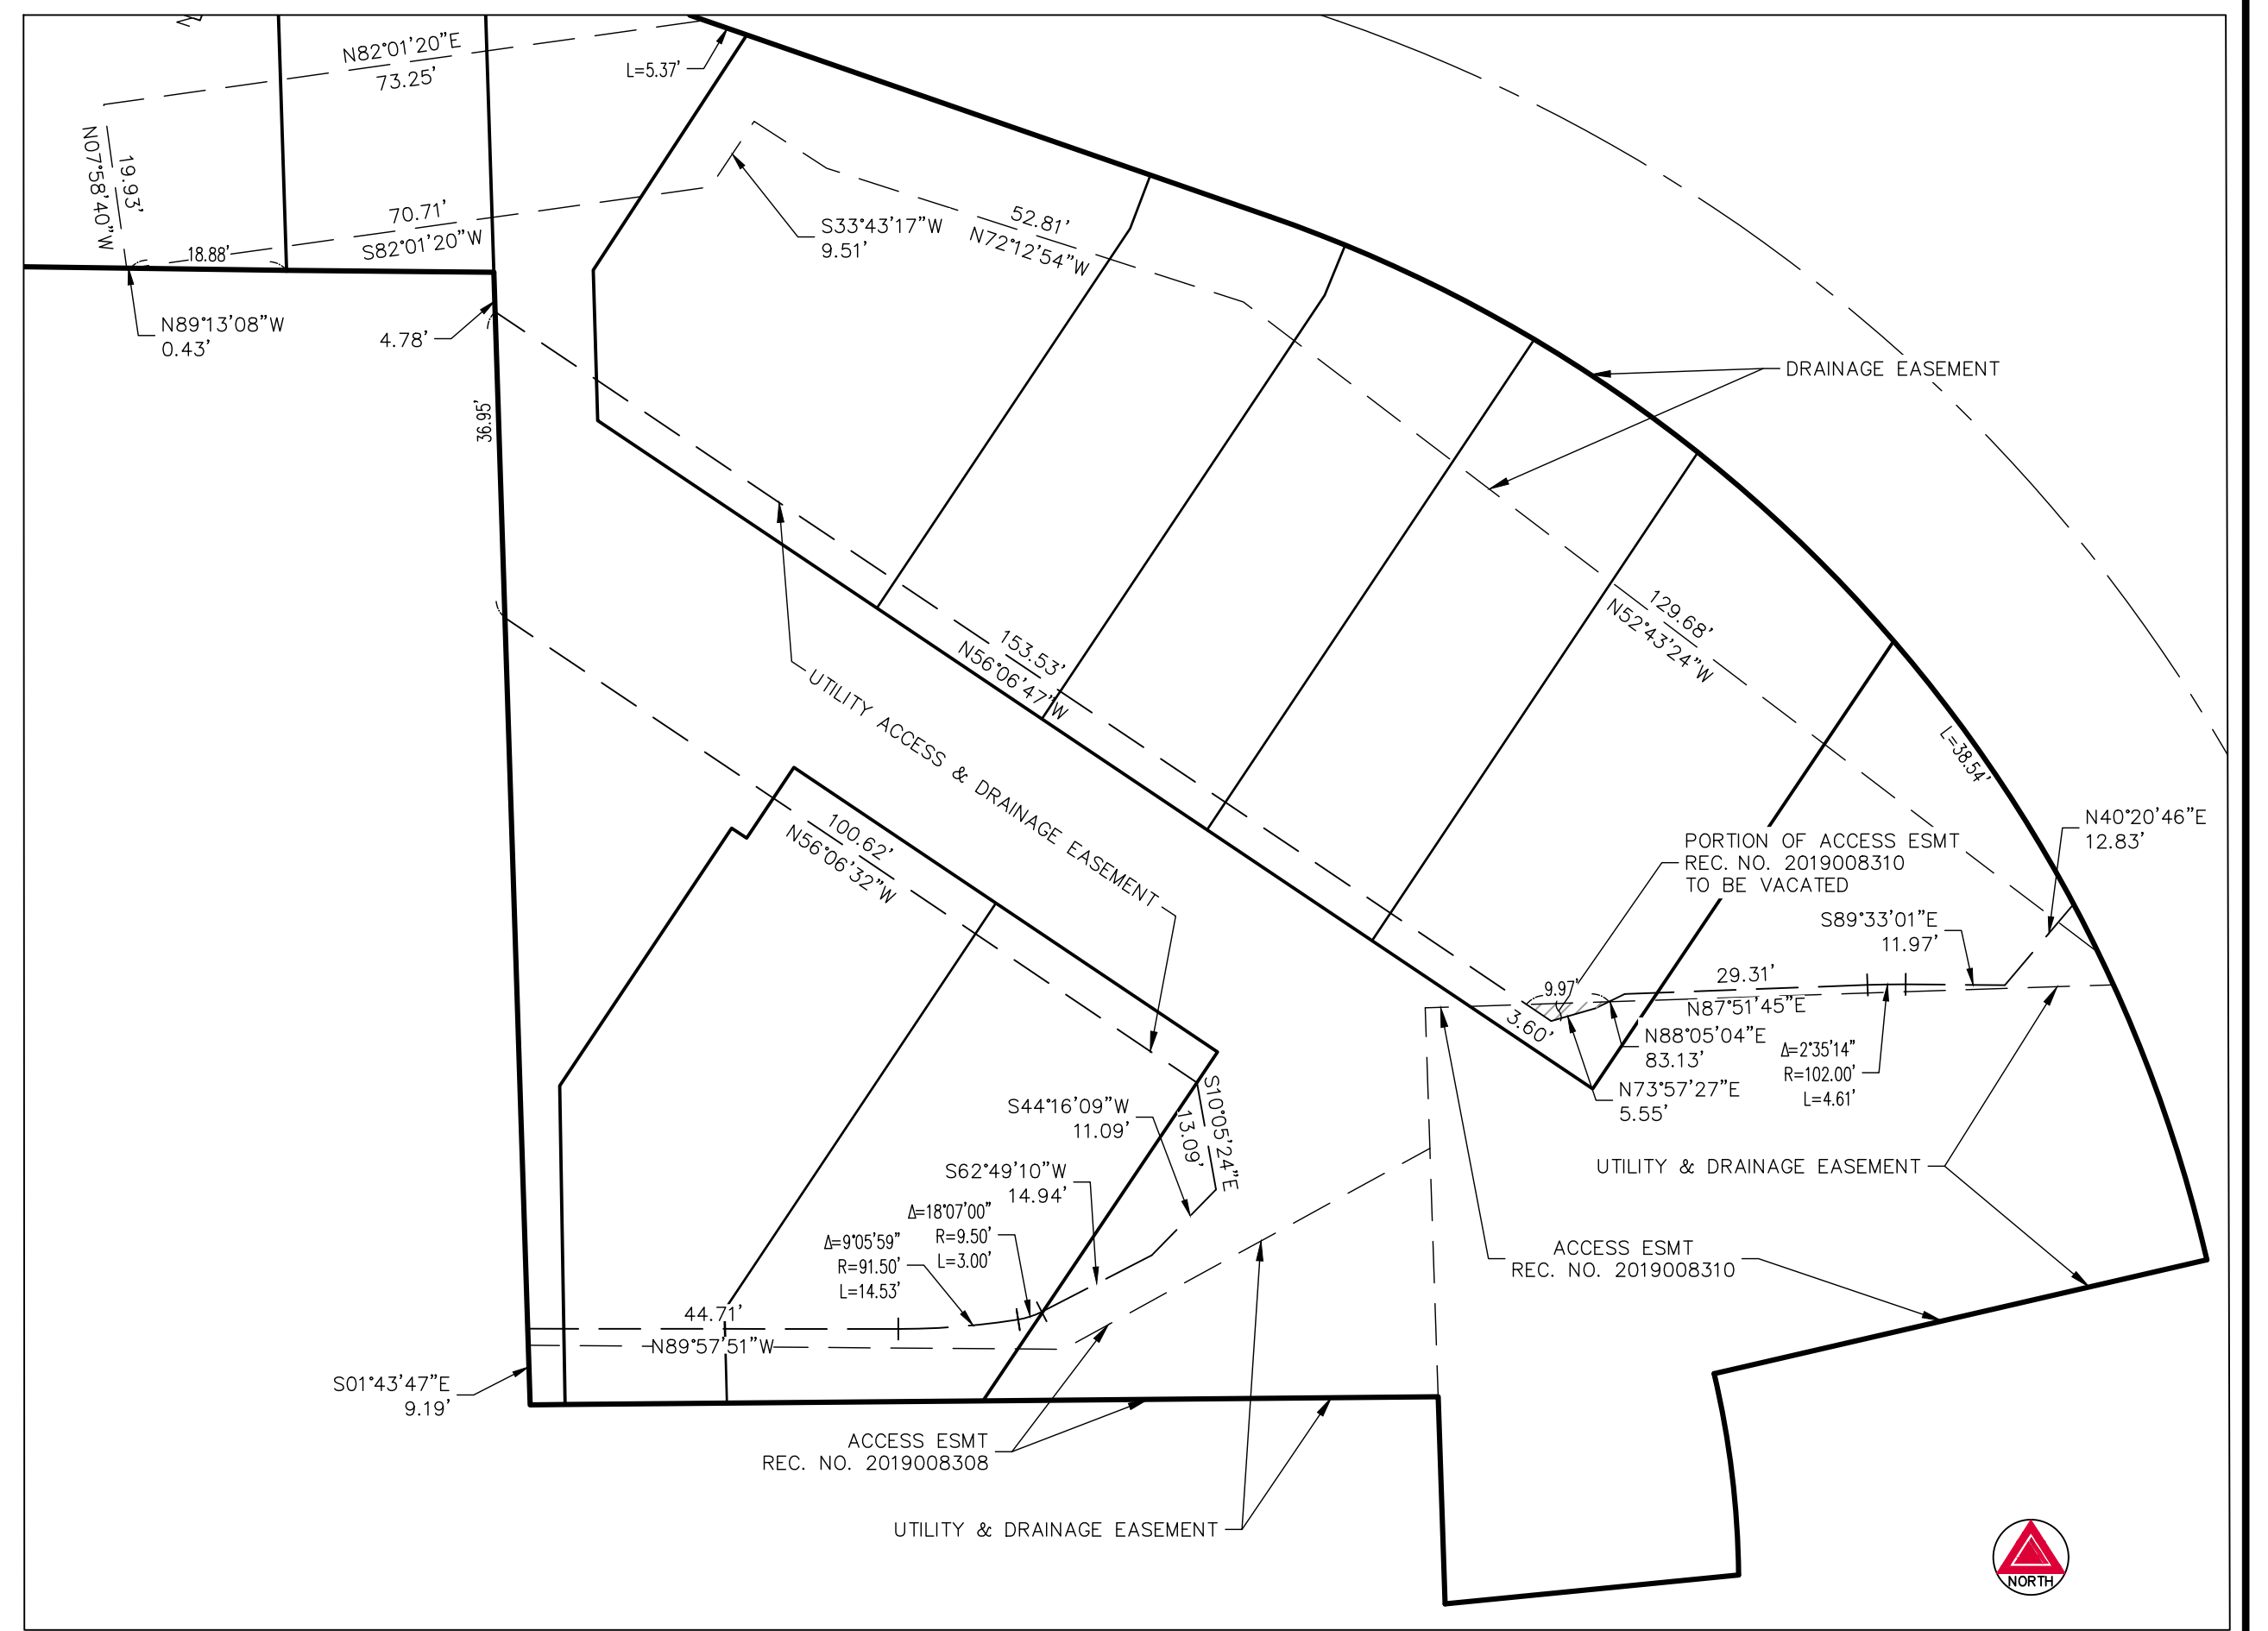 N82°01'20"E
73.25'
L=5.37'
N07°58'40"W
19.93'
70.71'
S82°01'20"W
18.88'
S33°43'17"W
9.51'
52.81'
N72°12'54"W
N89°13'08"W
0.43'
4.78'
DRAINAGE EASEMENT
36.95'
129.68'
N52°43'24"W
153.53'
N56°06'47"W
UTILITY ACCESS & DRAINAGE EASEMENT
L=38.54'
100.62'
N56°06'32"W
N40°20'46"E
12.83'
PORTION OF ACCESS ESMT
REC. NO. 2019008310
TO BE VACATED
S89°33'01"E
11.97'
29.31'
N87°51'45"E
9.97'
3.60'
N88°05'04"E
83.13'
Δ=2°35'14"
R=102.00'
L=4.61'
N73°57'27"E
5.55'
S10°05'24"E
13.09'
S44°16'09"W
11.09'
S62°49'10"W
14.94'
UTILITY & DRAINAGE EASEMENT
Δ=18°07'00"
R=9.50'
L=3.00'
Δ=9°05'59"
R=91.50'
L=14.53'
ACCESS ESMT
REC. NO. 2019008310
44.71'
N89°57'51"W
S01°43'47"E
9.19'
ACCESS ESMT
REC. NO. 2019008308
UTILITY & DRAINAGE EASEMENT
NORTH